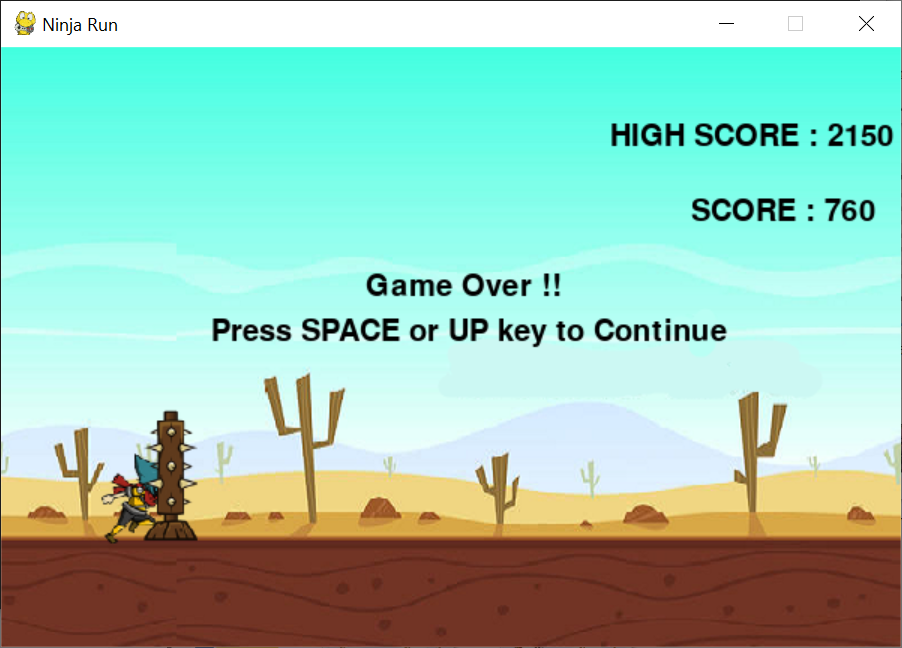 Ninja Run
HIGH SCORE : 2150
SCORE : 760
Game Over !!
Press SPACE or UP key to Continue